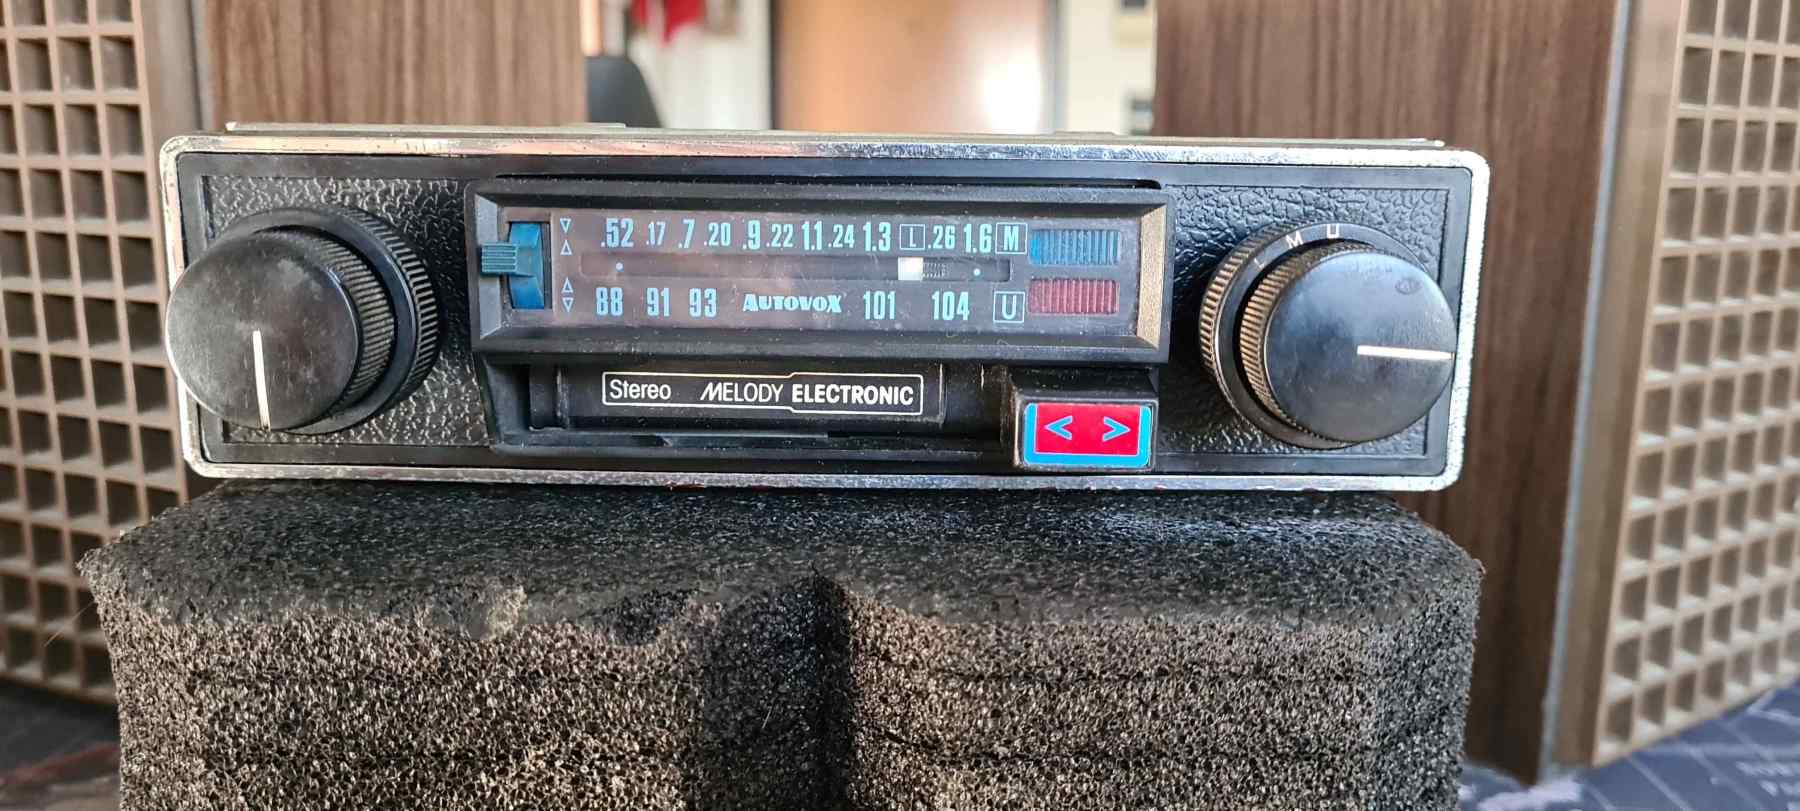 .52 .17 .7 .20 .9 .22 1.1 .24 1.3 L .26 1.6 M
88 91 93 AUTOVOX 101 104 U
Stereo MELODY ELECTRONIC
< >
M U